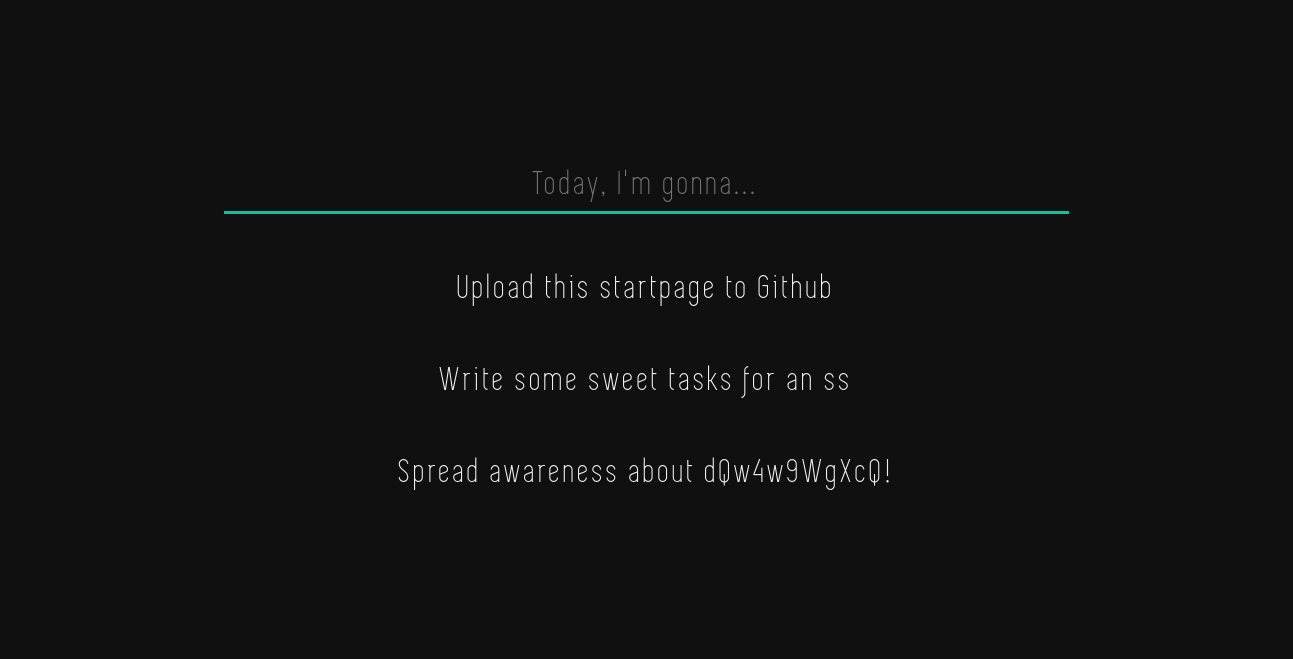 Today, I'm gonna...
Upload this startpage to Github
Write some sweet tasks for an ss
Spread awareness about dQw4w9WgXcQ!